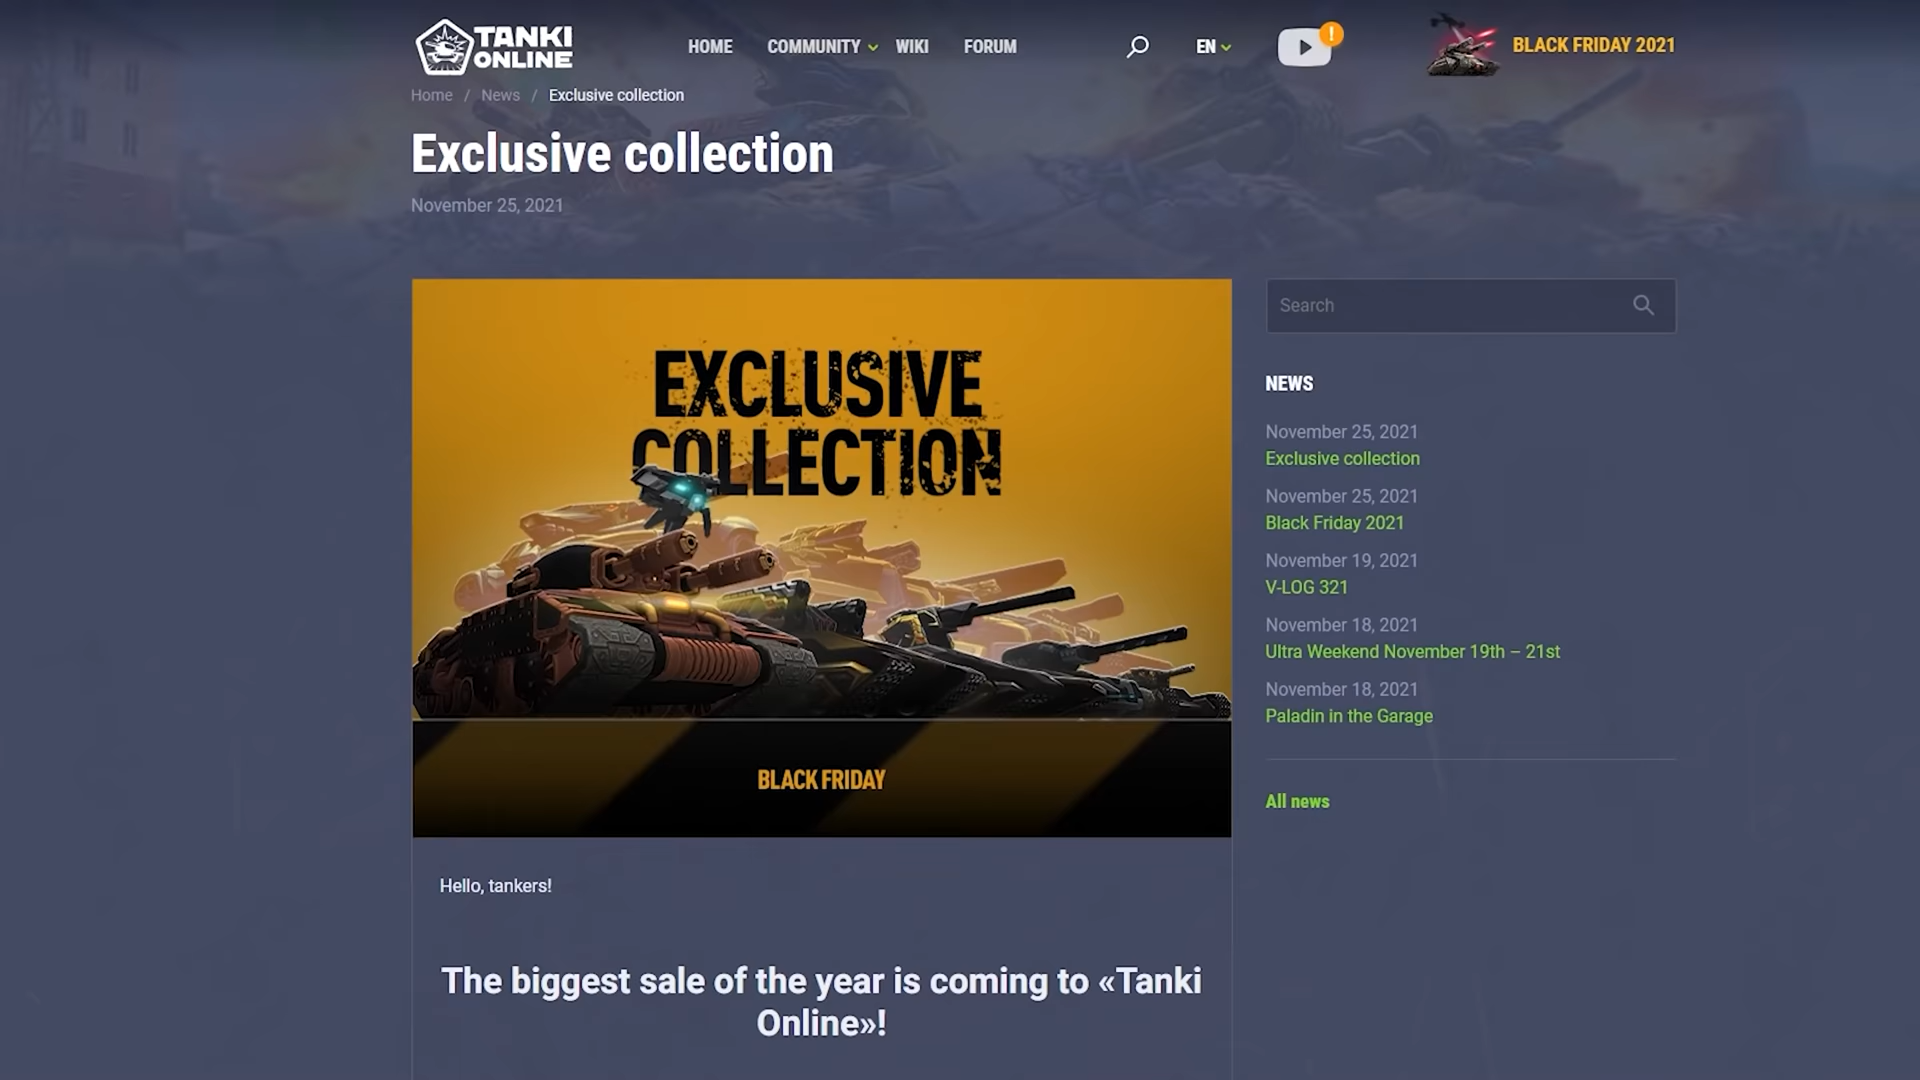 TANKI
ONLINE
HOME
COMMUNITY
WIKI
FORUM
EN
!
BLACK FRIDAY 2021
Home / News / Exclusive collection
Exclusive collection
November 25, 2021
EXCLUSIVE
COLLECTION
BLACK FRIDAY
Hello, tankers!
The biggest sale of the year is coming to «Tanki
Online»!
Search
NEWS
November 25, 2021
Exclusive collection
November 25, 2021
Black Friday 2021
November 19, 2021
V-LOG 321
November 18, 2021
Ultra Weekend November 19th – 21st
November 18, 2021
Paladin in the Garage
All news